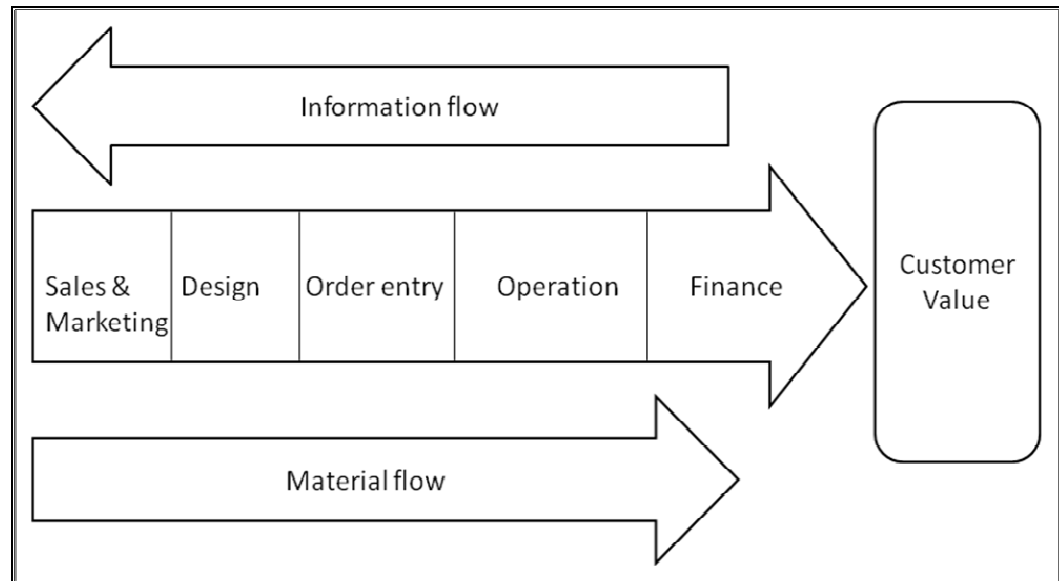 Information flow
Sales &
Marketing
Design
Order entry
Operation
Finance
Customer
Value
Material flow